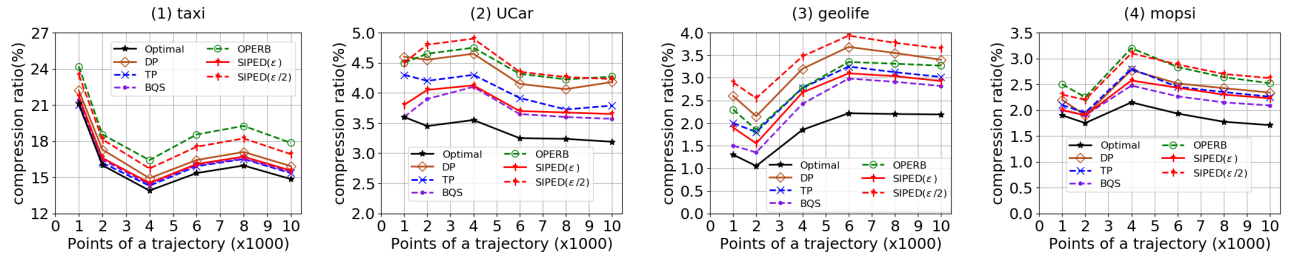 (1) taxi
compression ratio(%)
27
24
21
18
15
12
Optimal
DP
TP
BQS
OPERB
SIPED(ε)
SIPED(ε/2)
0 1 2 3 4 5 6 7 8 9 10
Points of a trajectory (x1000)
(2) UCar
compression ratio(%)
5.0
4.5
4.0
3.5
3.0
2.5
2.0
Optimal
DP
TP
BQS
OPERB
SIPED(ε)
SIPED(ε/2)
0 1 2 3 4 5 6 7 8 9 10
Points of a trajectory (x1000)
(3) geolife
compression ratio(%)
4.0
3.5
3.0
2.5
2.0
1.5
1.0
0.5
0.0
Optimal
DP
TP
BQS
OPERB
SIPED(ε)
SIPED(ε/2)
0 1 2 3 4 5 6 7 8 9 10
Points of a trajectory (x1000)
(4) mopsi
compression ratio(%)
3.5
3.0
2.5
2.0
1.5
1.0
0.5
0.0
Optimal
DP
TP
BQS
OPERB
SIPED(ε)
SIPED(ε/2)
0 1 2 3 4 5 6 7 8 9 10
Points of a trajectory (x1000)